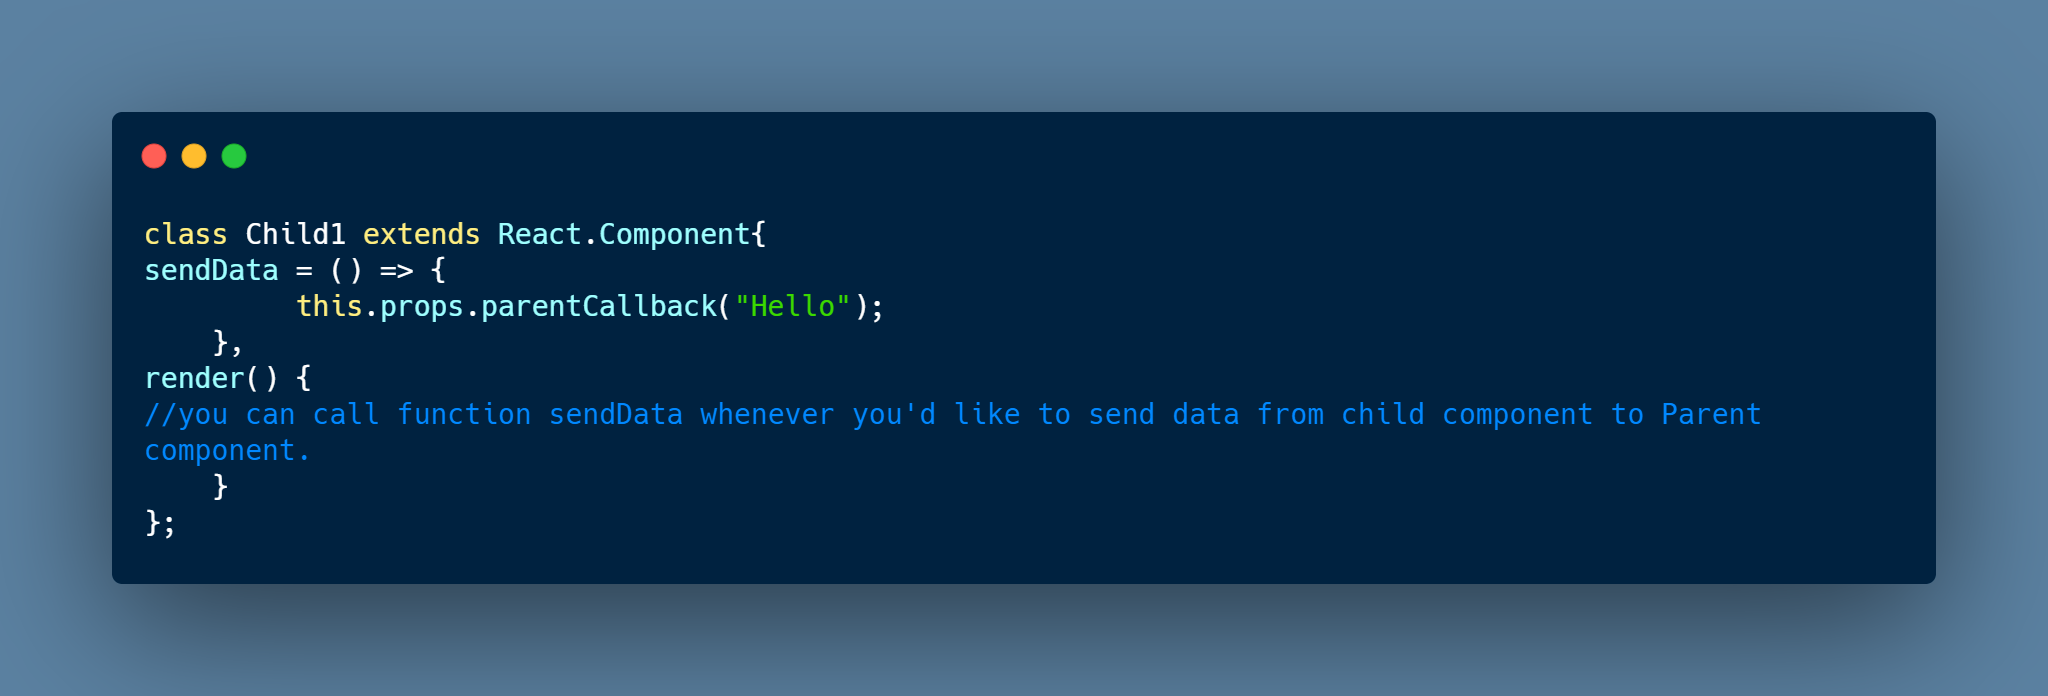 class Child1 extends React.Component{
sendData = () => {
         this.props.parentCallback("Hello");
    },
render() {
//you can call function sendData whenever you'd like to send data from child component to Parent
component.
    }
};